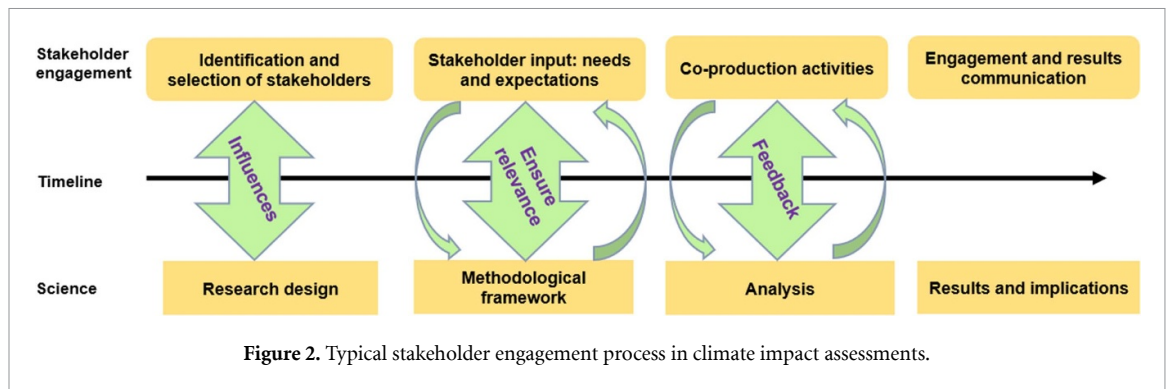 Stakeholder
engagement
Identification and
selection of stakeholders
Stakeholder input: needs
and expectations
Co-production activities
Engagement and results
communication
Influences
Ensure
relevance
Feedback
Timeline
Science
Research design
Methodological
framework
Analysis
Results and implications
Figure 2. Typical stakeholder engagement process in climate impact assessments.